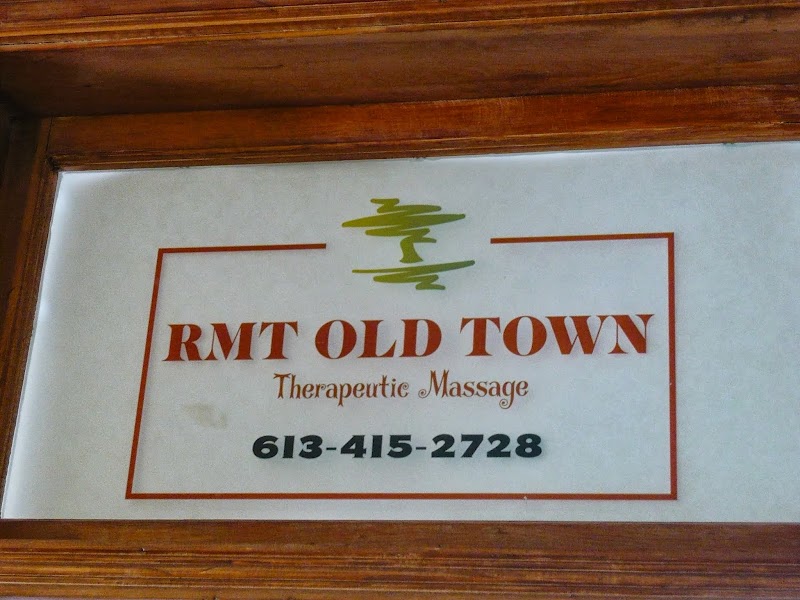 RMT OLD TOWN
Therapeutic Massage
613-415-2728